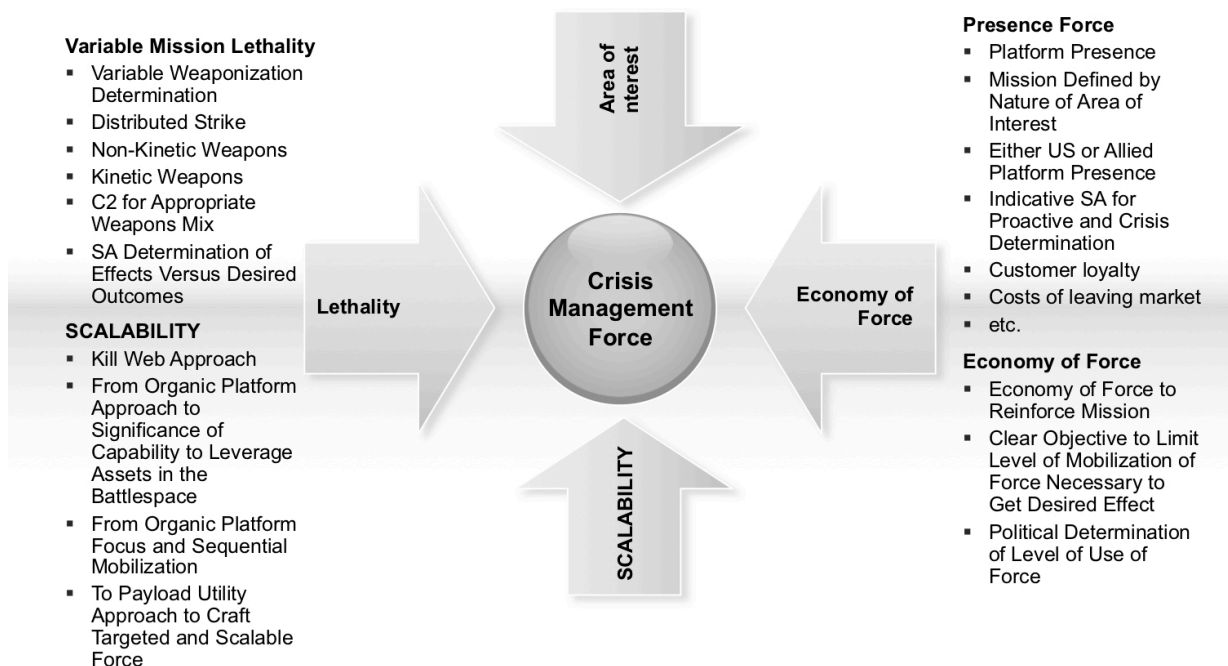 Variable Mission Lethality
▪ Variable Weaponization
Determination
▪ Distributed Strike
▪ Non-Kinetic Weapons
▪ Kinetic Weapons
▪ C2 for Appropriate
Weapons Mix
▪ SA Determination of
Effects Versus Desired
Outcomes
SCALABILITY
▪ Kill Web Approach
▪ From Organic Platform
Approach to
Significance of
Capability to Leverage
Assets in the
Battlespace
▪ From Organic Platform
Focus and Sequential
Mobilization
▪ To Payload Utility
Approach to Craft
Targeted and Scalable
Force
Area of
nterest
Lethality
Crisis
Management
Force
Economy of
Force
SCALABILITY
Presence Force
▪ Platform Presence
▪ Mission Defined by
Nature of Area of
Interest
▪ Either US or Allied
Platform Presence
▪ Indicative SA for
Proactive and Crisis
Determination
▪ Customer loyalty
▪ Costs of leaving market
▪ etc.
Economy of Force
▪ Economy of Force to
Reinforce Mission
▪ Clear Objective to Limit
Level of Mobilization of
Force Necessary to
Get Desired Effect
▪ Political Determination
of Level of Use of
Force